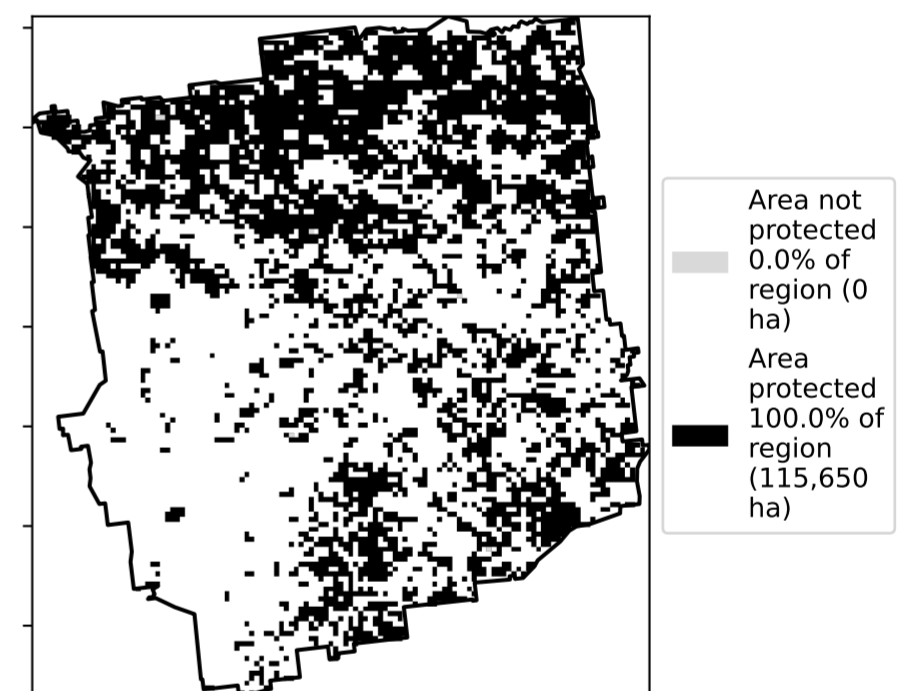 Area not
protected
0.0% of
region (0
ha)
Area
protected
100.0% of
region
(115,650
ha)